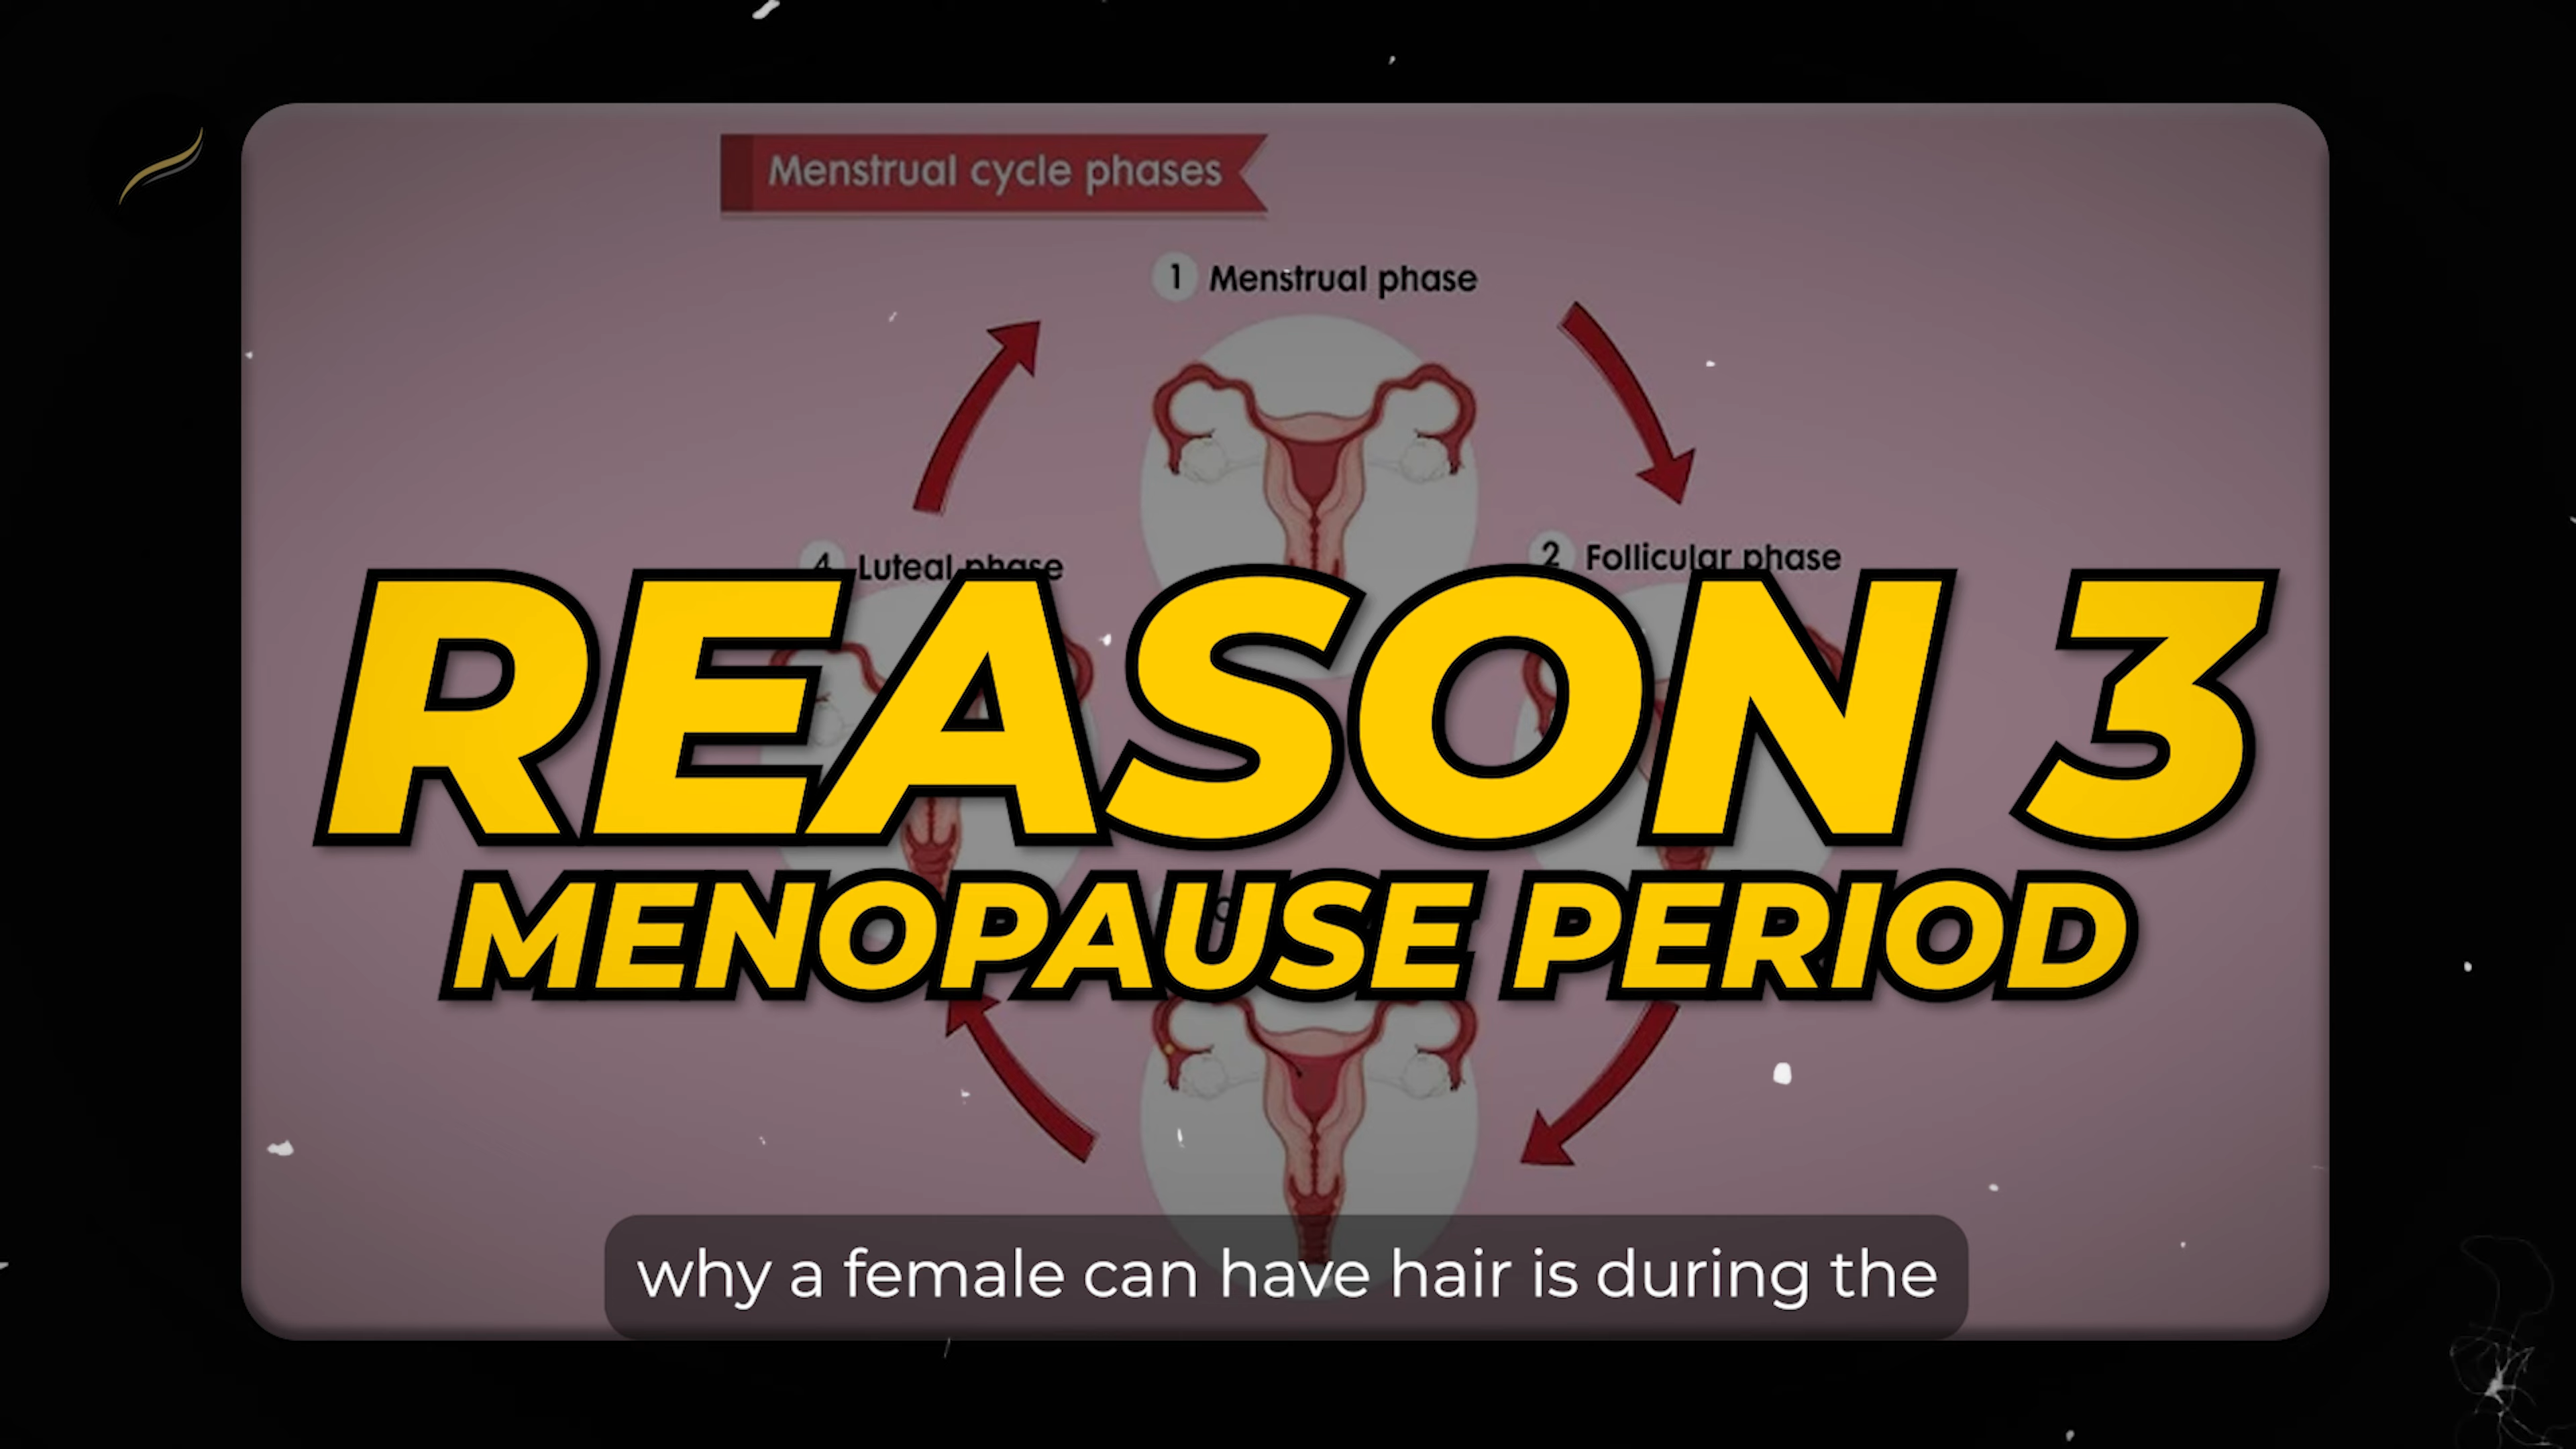 Menstrual cycle phases
1 Menstrual phase
4 Luteal phase
2 Follicular phase
REASON 3
MENOPAUSE PERIOD
why a female can have hair is during the